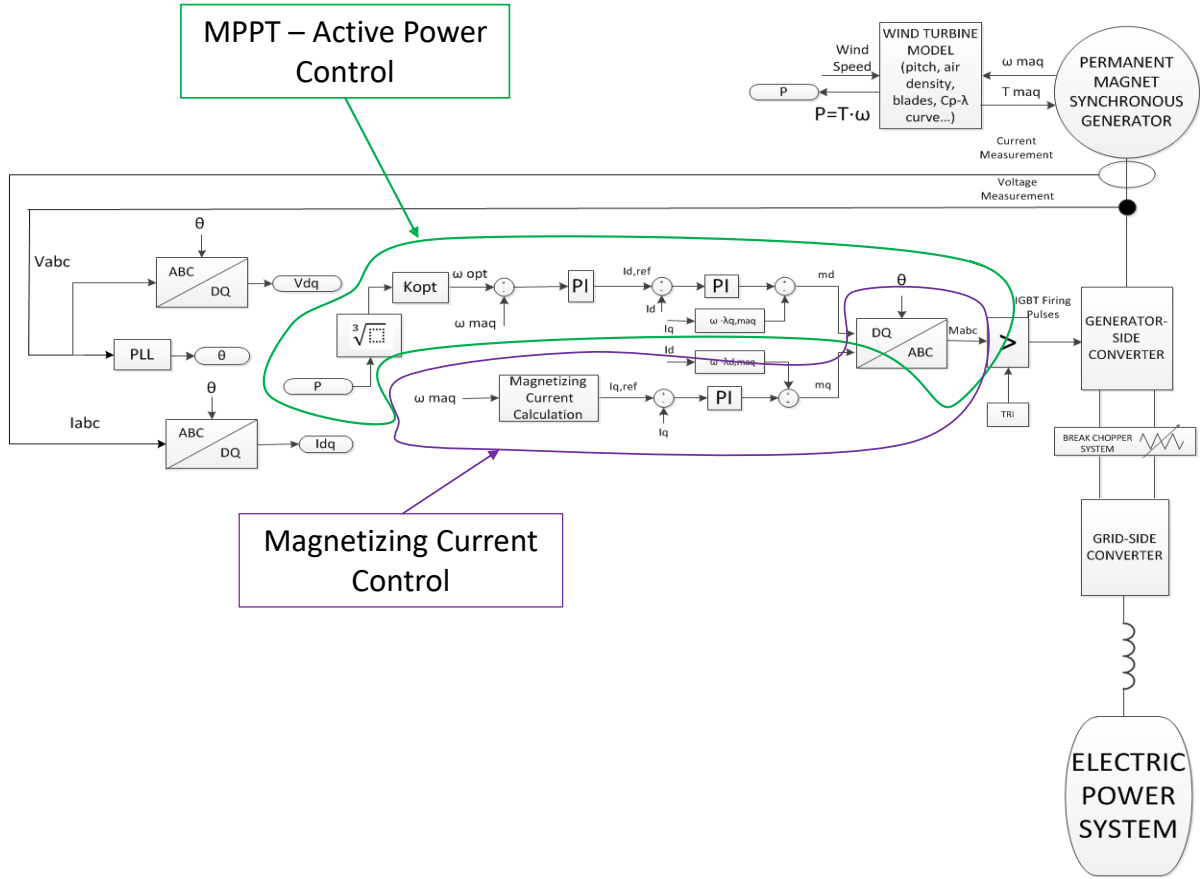 MPPT – Active Power
Control
WIND TURBINE
MODEL
(pitch, air
density,
blades, Cp-λ
curve...)
Wind
Speed
P
P=T·ω
ω maq
T maq
PERMANENT
MAGNET
SYNCHRONOUS
GENERATOR
Current
Measurement
Voltage
Measurement
Vabc
θ
ABC
DQ
Vdq
PLL
θ
Iabc
θ
ABC
DQ
Idq
P
∛
Kopt
ω opt
ω maq
PI
Id,ref
Id
PI
Iq
ω ·λq,maq
md
Id
ω ·λd,maq
ω maq
Magnetizing
Current
Calculation
Iq,ref
Iq
PI
mq
θ
DQ
ABC
Mabc
IGBT Firing
Pulses
>
TRI
GENERATOR-
SIDE
CONVERTER
BREAK CHOPPER
SYSTEM
GRID-SIDE
CONVERTER
Magnetizing Current
Control
ELECTRIC
POWER
SYSTEM